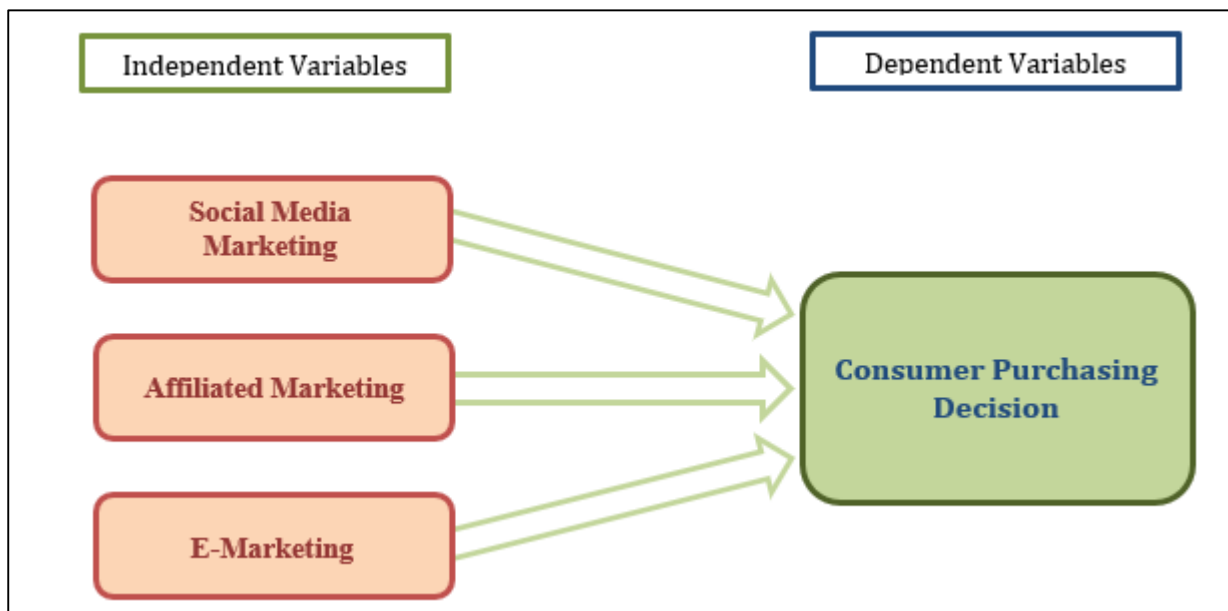 Independent Variables
Dependent Variables
Social Media
Marketing
Affiliated Marketing
E-Marketing
Consumer Purchasing
Decision